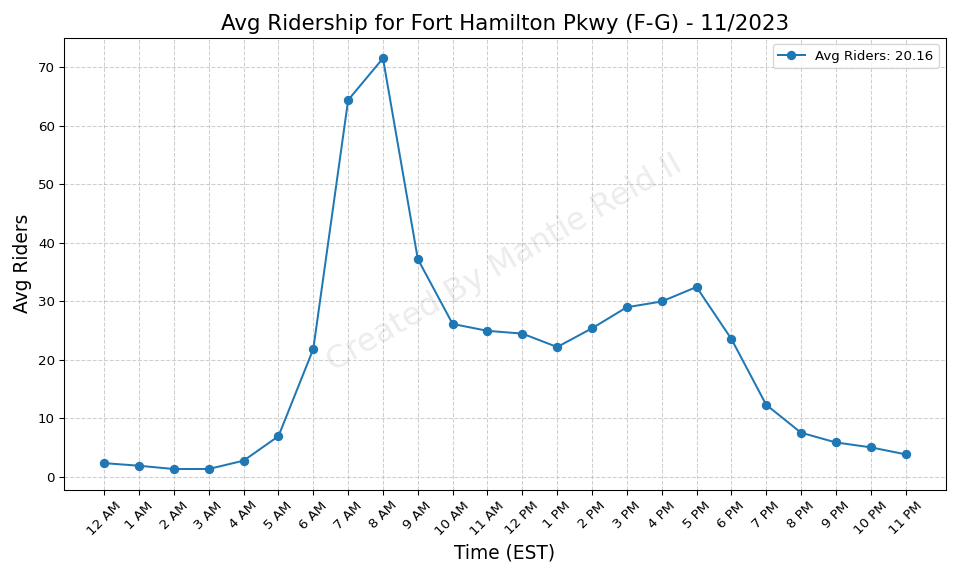 Avg Ridership for Fort Hamilton Pkwy (F-G) - 11/2023
Avg Riders: 20.16
Avg Riders
70
60
50
40
30
20
10
0
Created By Mantie Reid II
12 AM
1 AM
2 AM
3 AM
4 AM
5 AM
6 AM
7 AM
8 AM
9 AM
10 AM
11 AM
12 PM
1 PM
2 PM
3 PM
4 PM
5 PM
6 PM
7 PM
8 PM
9 PM
10 PM
11 PM
Time (EST)